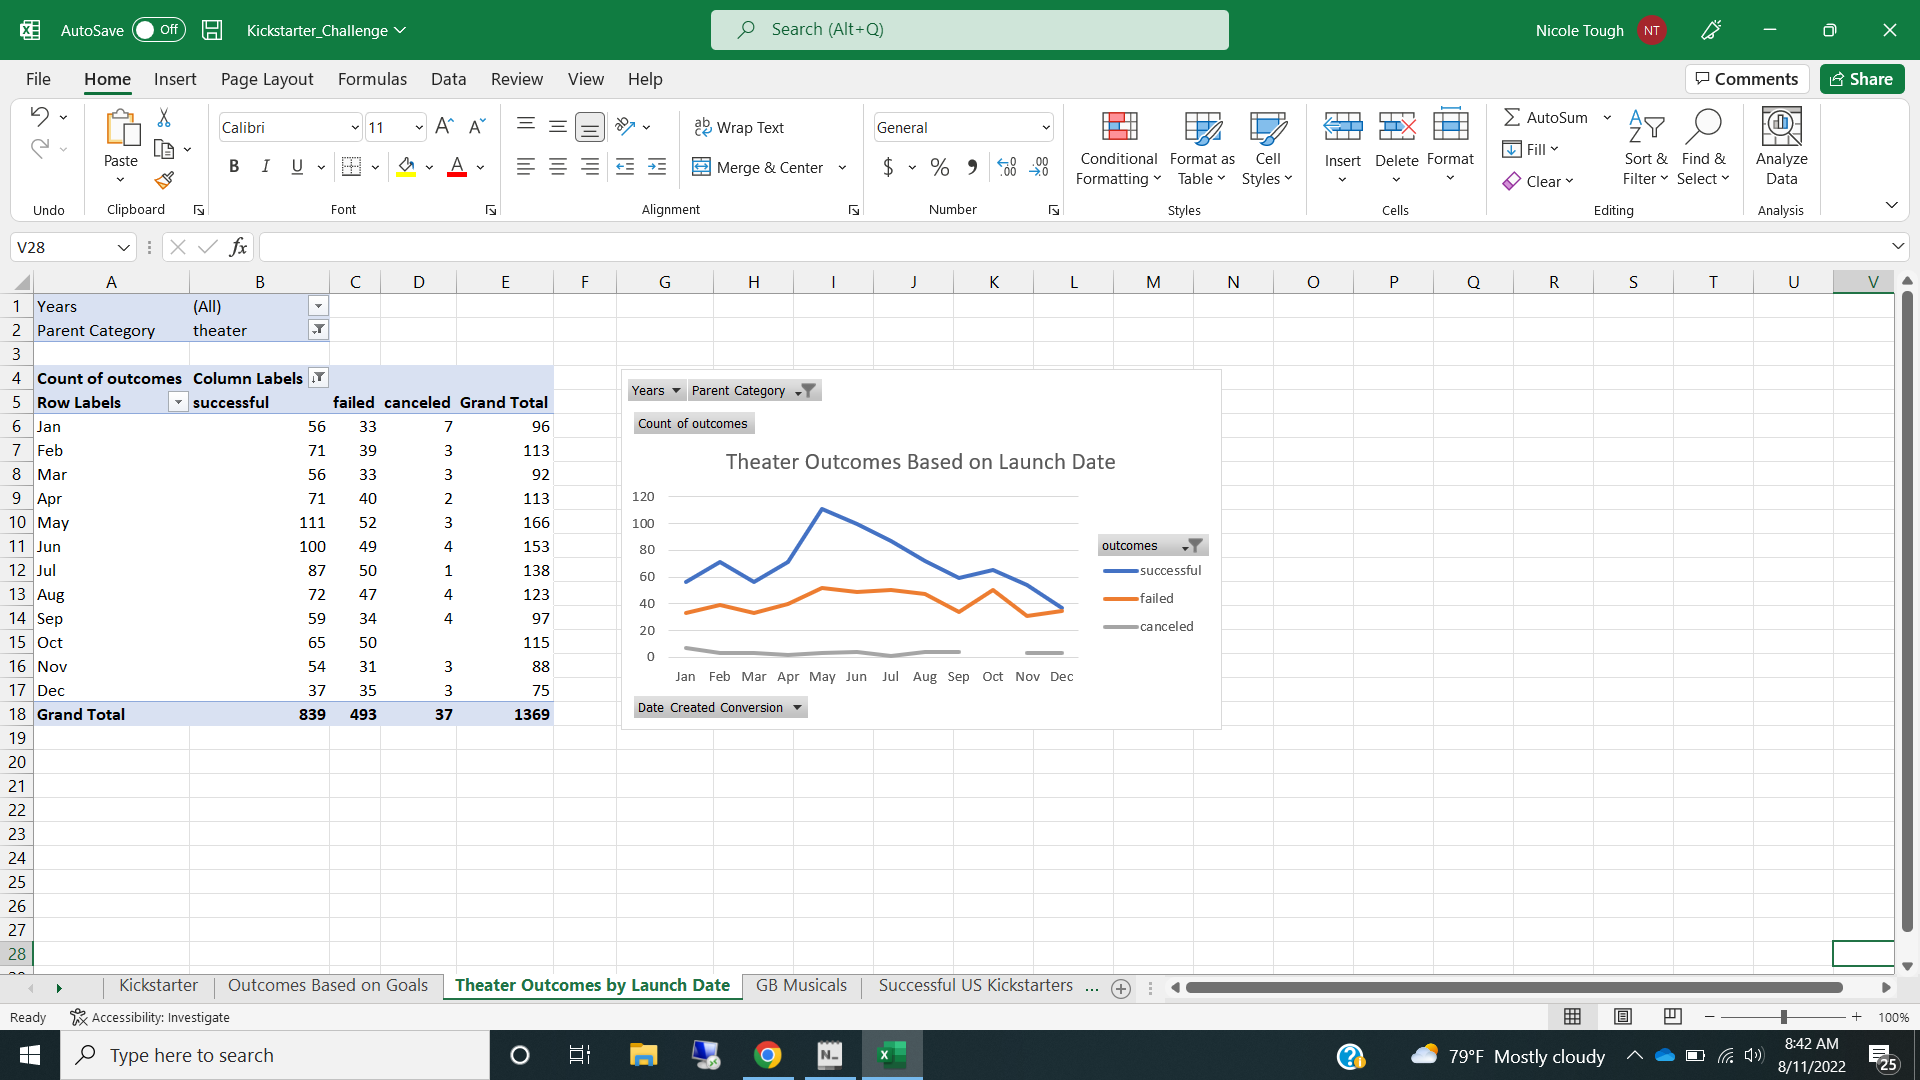 AutoSave Off Kickstarter_Challenge Search (Alt+Q) Nicole Tough NT
File Home Insert Page Layout Formulas Data Review View Help Comments Share
Calibri 11 Wrap Text General AutoSum
Paste B I U Merge & Center $ % Conditional Formatting Format as Table Cell Styles Insert Delete Format Fill Clear Sort & Filter Find & Select Analyze Data
Undo Clipboard Font Alignment Number Styles Cells Editing Analysis
V28 fx
A B C D E F G H I J K L M N O P Q R S T U V
1 Years (All)
2 Parent Category theater
3
4 Count of outcomes Column Labels
5 Row Labels successful failed canceled Grand Total
6 Jan 56 33 7 96
7 Feb 71 39 3 113
8 Mar 56 33 3 92
9 Apr 71 40 2 113
10 May 111 52 3 166
11 Jun 100 49 4 153
12 Jul 87 50 1 138
13 Aug 72 47 4 123
14 Sep 59 34 4 97
15 Oct 65 50 115
16 Nov 54 31 3 88
17 Dec 37 35 3 75
18 Grand Total 839 493 37 1369
19
20
21
22
23
24
25
26
27
28
Years Parent Category
Count of outcomes
Theater Outcomes Based on Launch Date
120
100
80
60
40
20
0
Jan Feb Mar Apr May Jun Jul Aug Sep Oct Nov Dec
outcomes
successful
failed
canceled
Date Created Conversion
Kickstarter Outcomes Based on Goals Theater Outcomes by Launch Date GB Musicals Successful US Kickstarters ...
Ready Accessibility: Investigate 100%
Type here to search 79°F Mostly cloudy 8:42 AM
8/11/2022 25